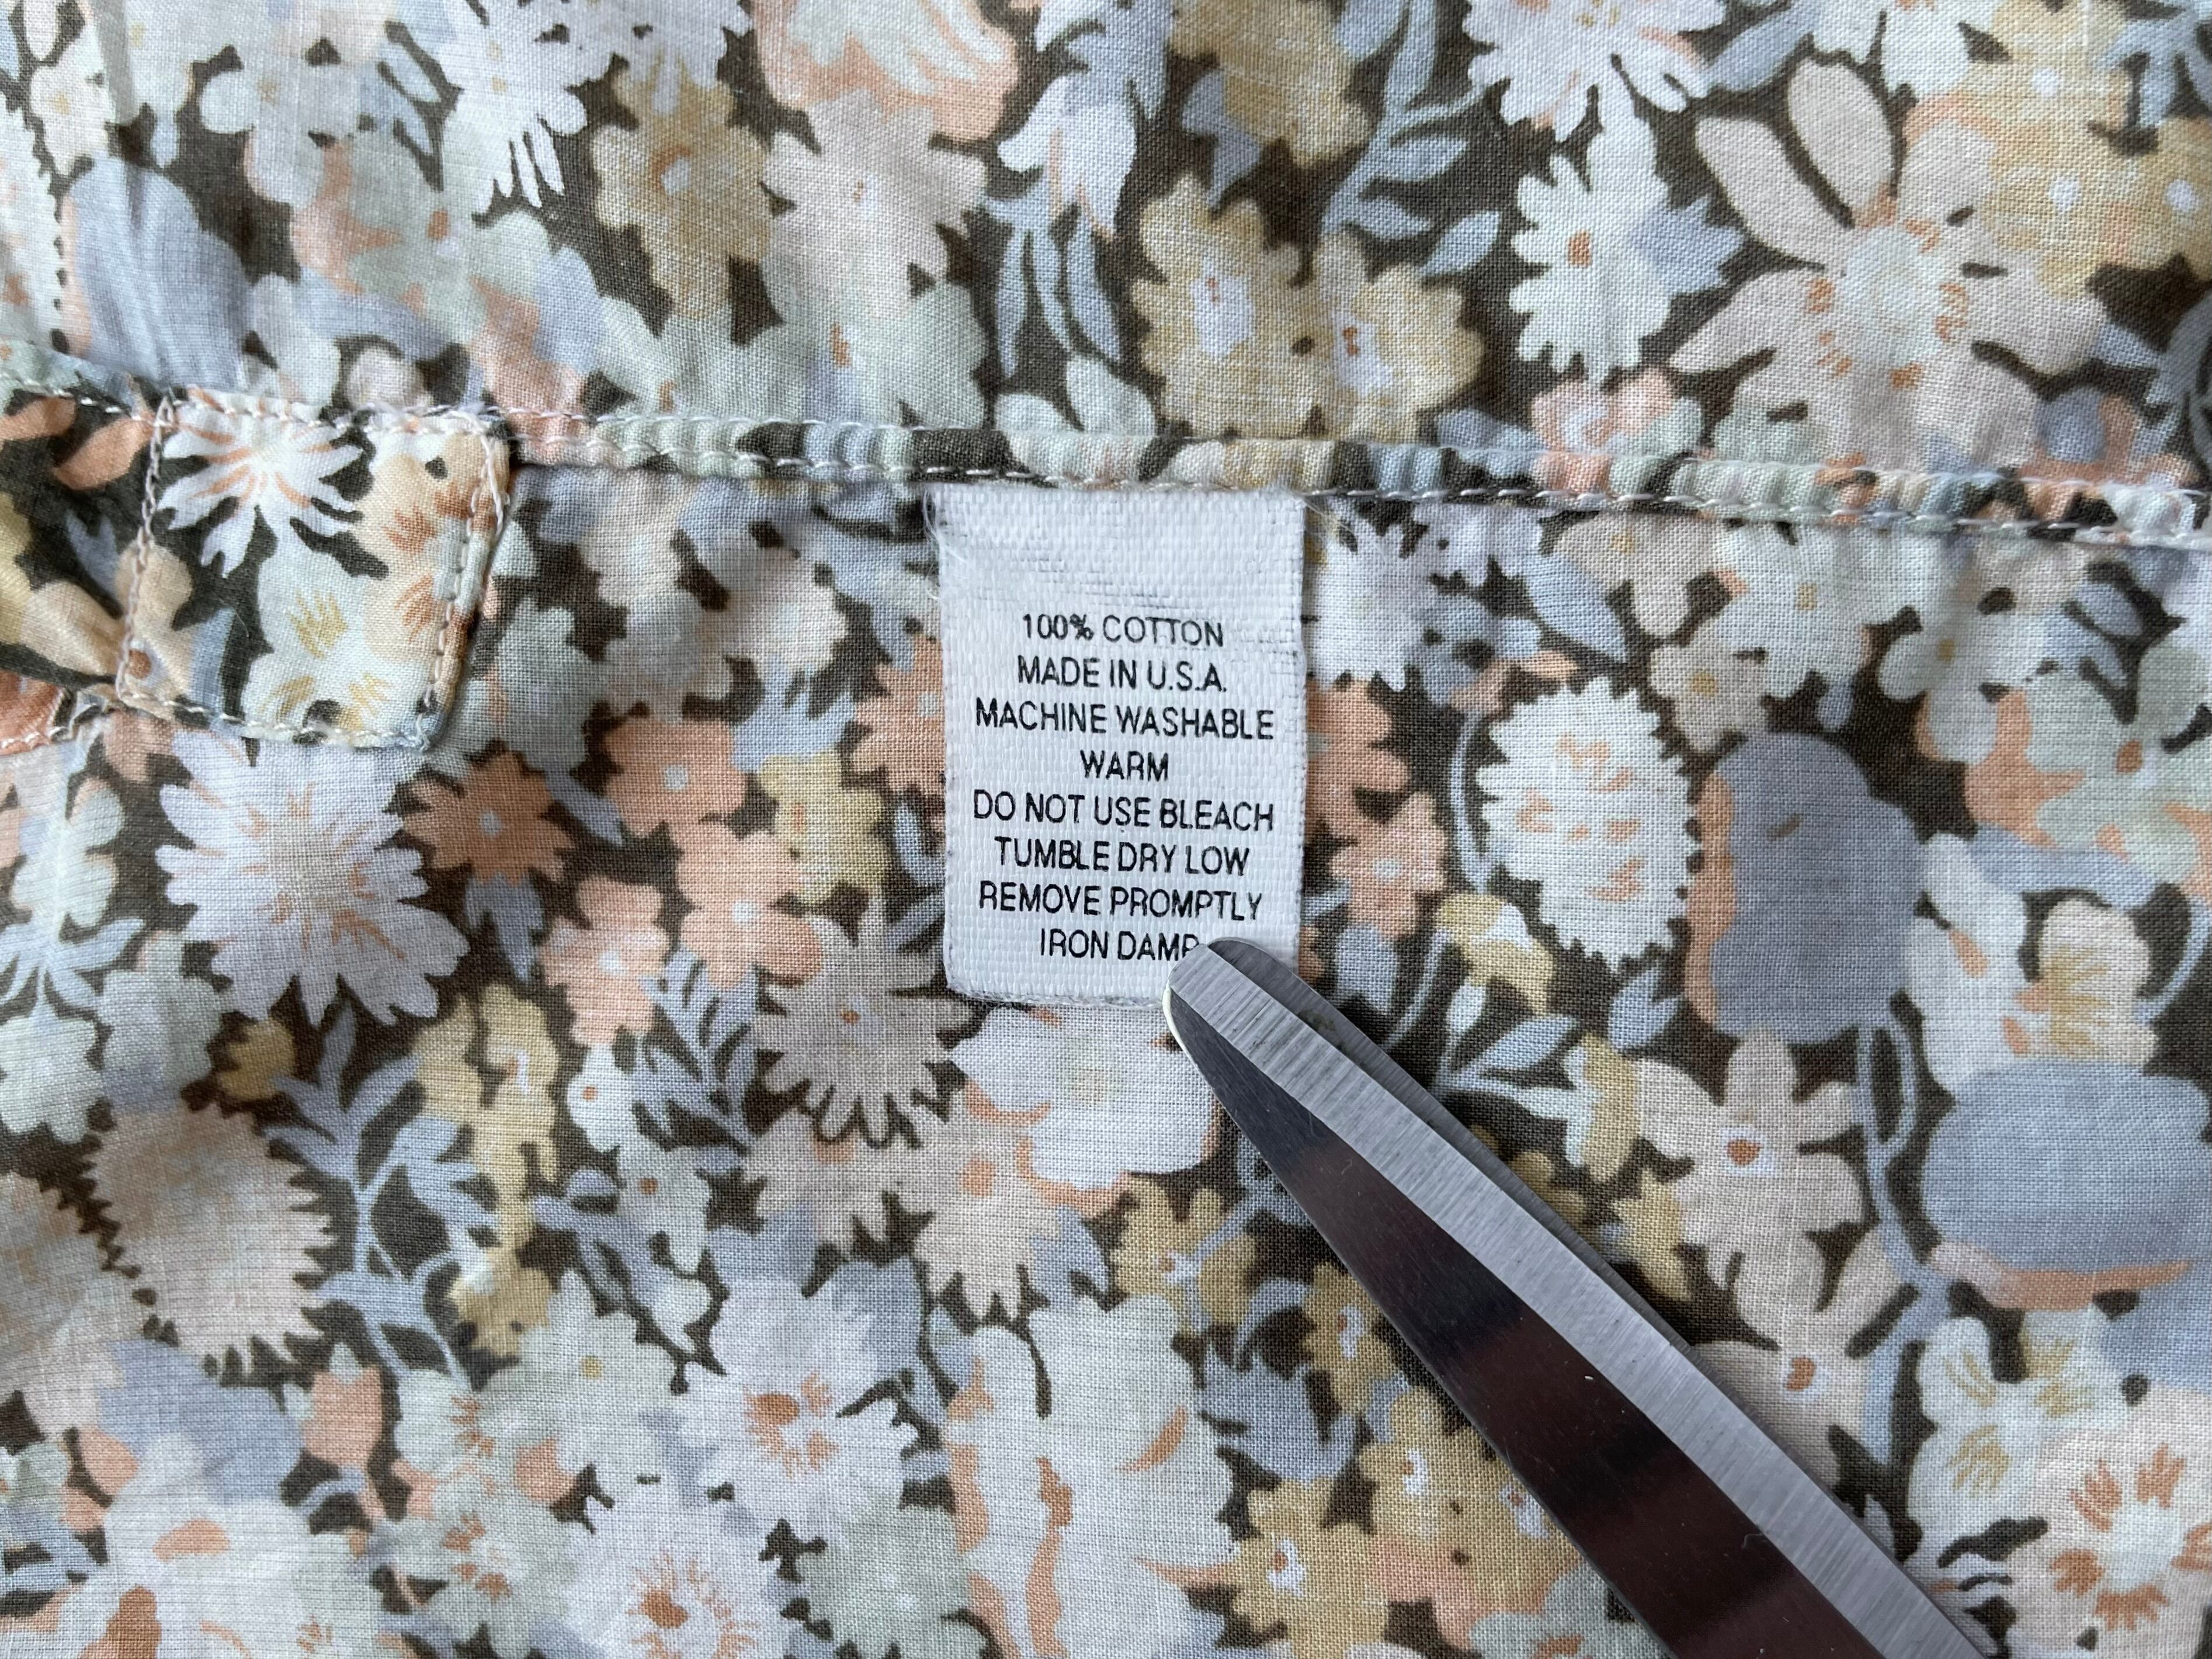 100% COTTON
MADE IN U.S.A.
MACHINE WASHABLE
WARM
DO NOT USE BLEACH
TUMBLE DRY LOW
REMOVE PROMPTLY
IRON DAMP